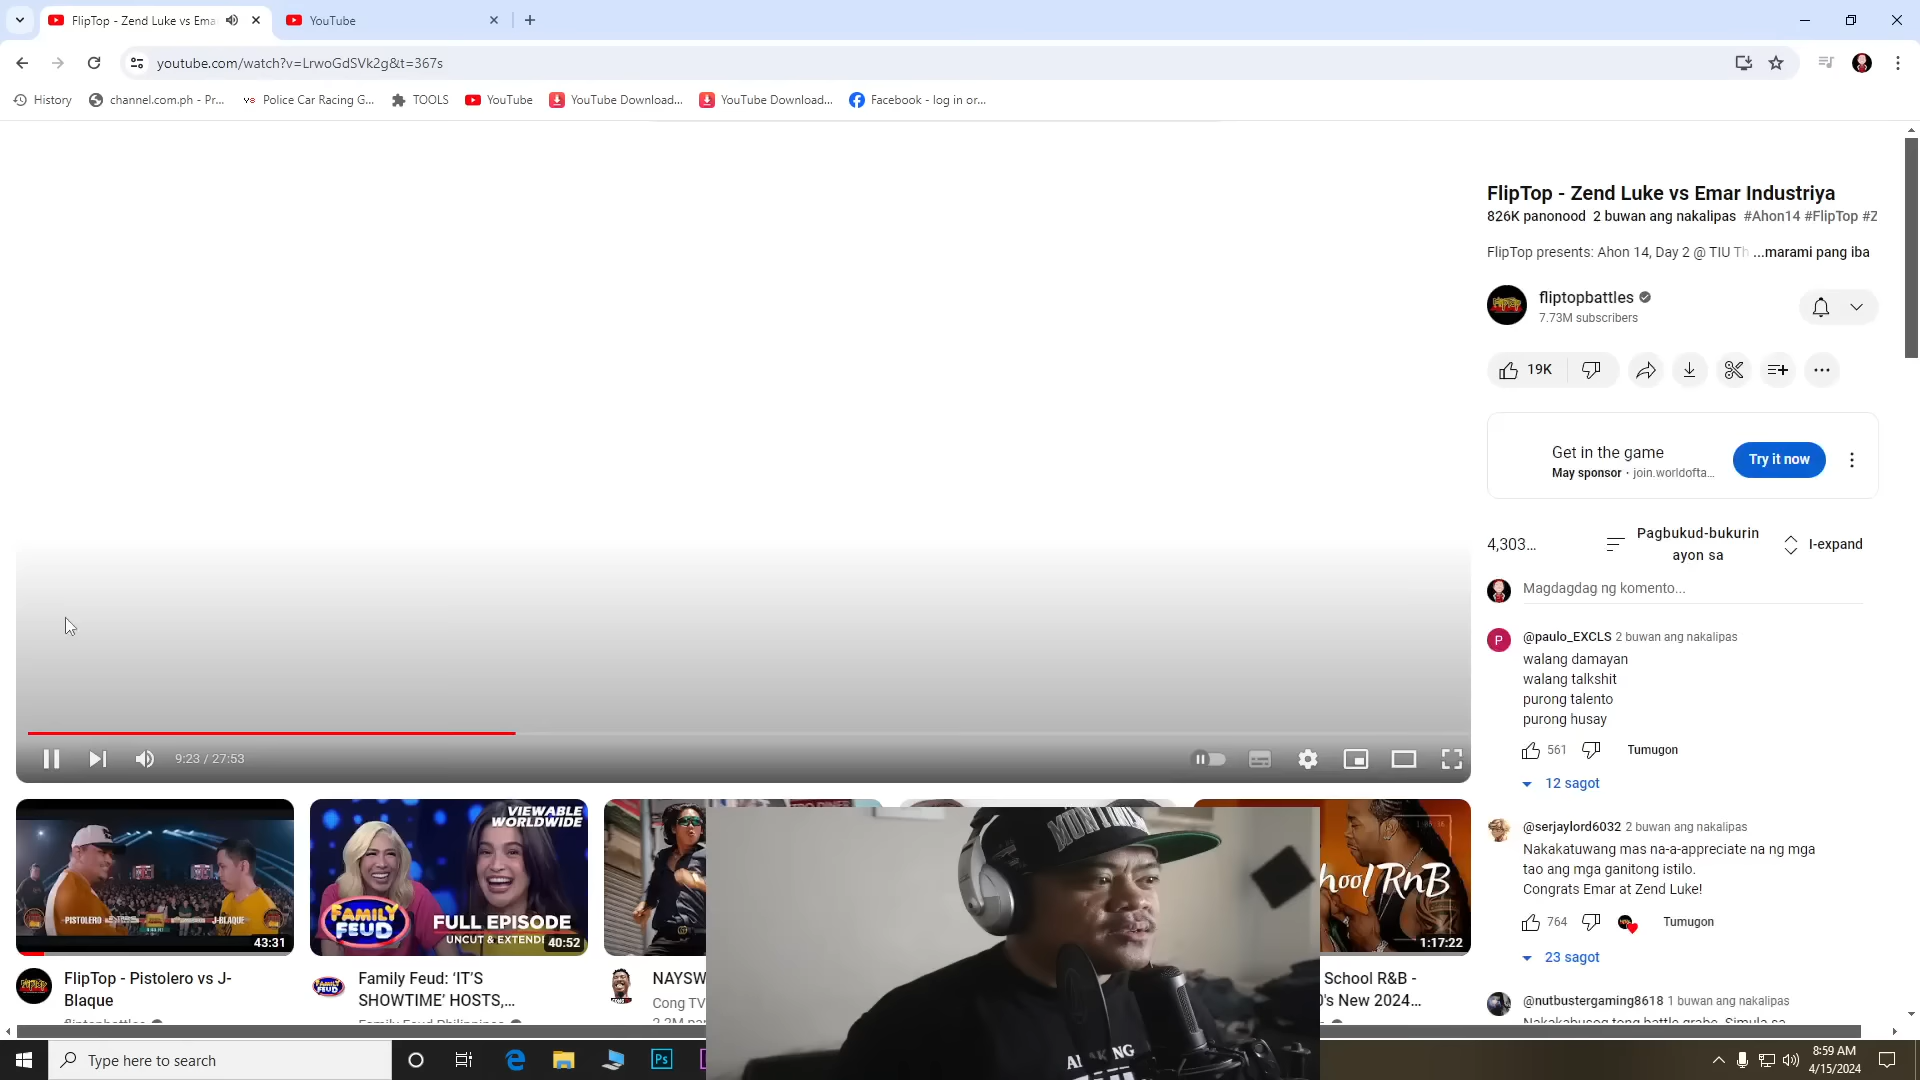 FlipTop - Zend Luke vs Ema
YouTube
youtube.com/watch?v=LrwoGdSVk2g&t=367s
History
channel.com.ph - Pr...
Police Car Racing G...
TOOLS
YouTube
YouTube Download...
YouTube Download...
Facebook - log in or...
FlipTop - Zend Luke vs Emar Industriya
826K panonood 2 buwan ang nakalipas #Ahon14 #FlipTop #Z
FlipTop presents: Ahon 14, Day 2 @ TIU Th ...marami pang iba
fliptopbattles
7.73M subscribers
19K
Get in the game
May sponsor · join.worldofta...
Try it now
4,303...
Pagbukud-bukurin
ayon sa
I-expand
Magdagdag ng komento...
P
@paulo_EXCLS 2 buwan ang nakalipas
walang damayan
walang talkshit
purong talento
purong husay
561
Tumugon
12 sagot
@serjaylord6032 2 buwan ang nakalipas
Nakakatuwang mas na-a-appreciate na ng mga
tao ang mga ganitong istilo.
Congrats Emar at Zend Luke!
764
Tumugon
23 sagot
@nutbustergaming8618 1 buwan ang nakalipas
Nakakabusog tong battle grabe. Simula sa
9:23 / 27:53
PISTOLERO
J-BLAQUE
43:31
FlipTop - Pistolero vs J-
Blaque
fliptopbattles
VIEWABLE
WORLDWIDE
FAMILY
FEUD
FULL EPISODE
UNCUT & EXTENDE
40:52
Family Feud: ‘IT’S
SHOWTIME’ HOSTS,...
Family Feud Philippines
NAYSW
Cong TV
hool RnB
1:17:22
School R&B -
0's New 2024...
Type here to search
Ps
8:59 AM
4/15/2024